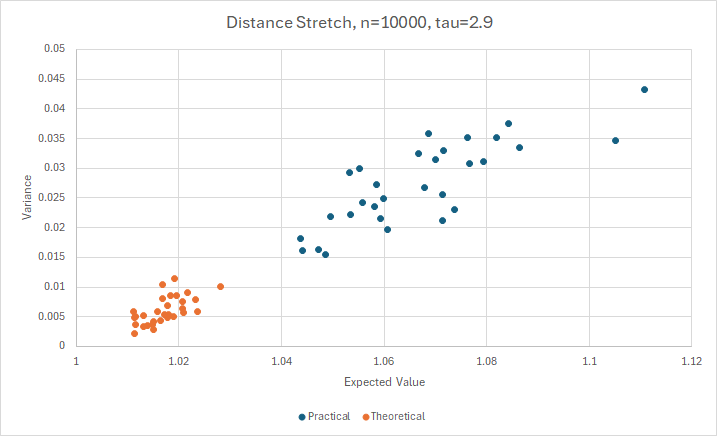 Distance Stretch, n=10000, tau=2.9
0.05
0.045
0.04
0.035
0.03
0.025
0.02
0.015
0.01
0.005
0
Variance
1 1.02 1.04 1.06 1.08 1.1 1.12
Expected Value
Practical Theoretical